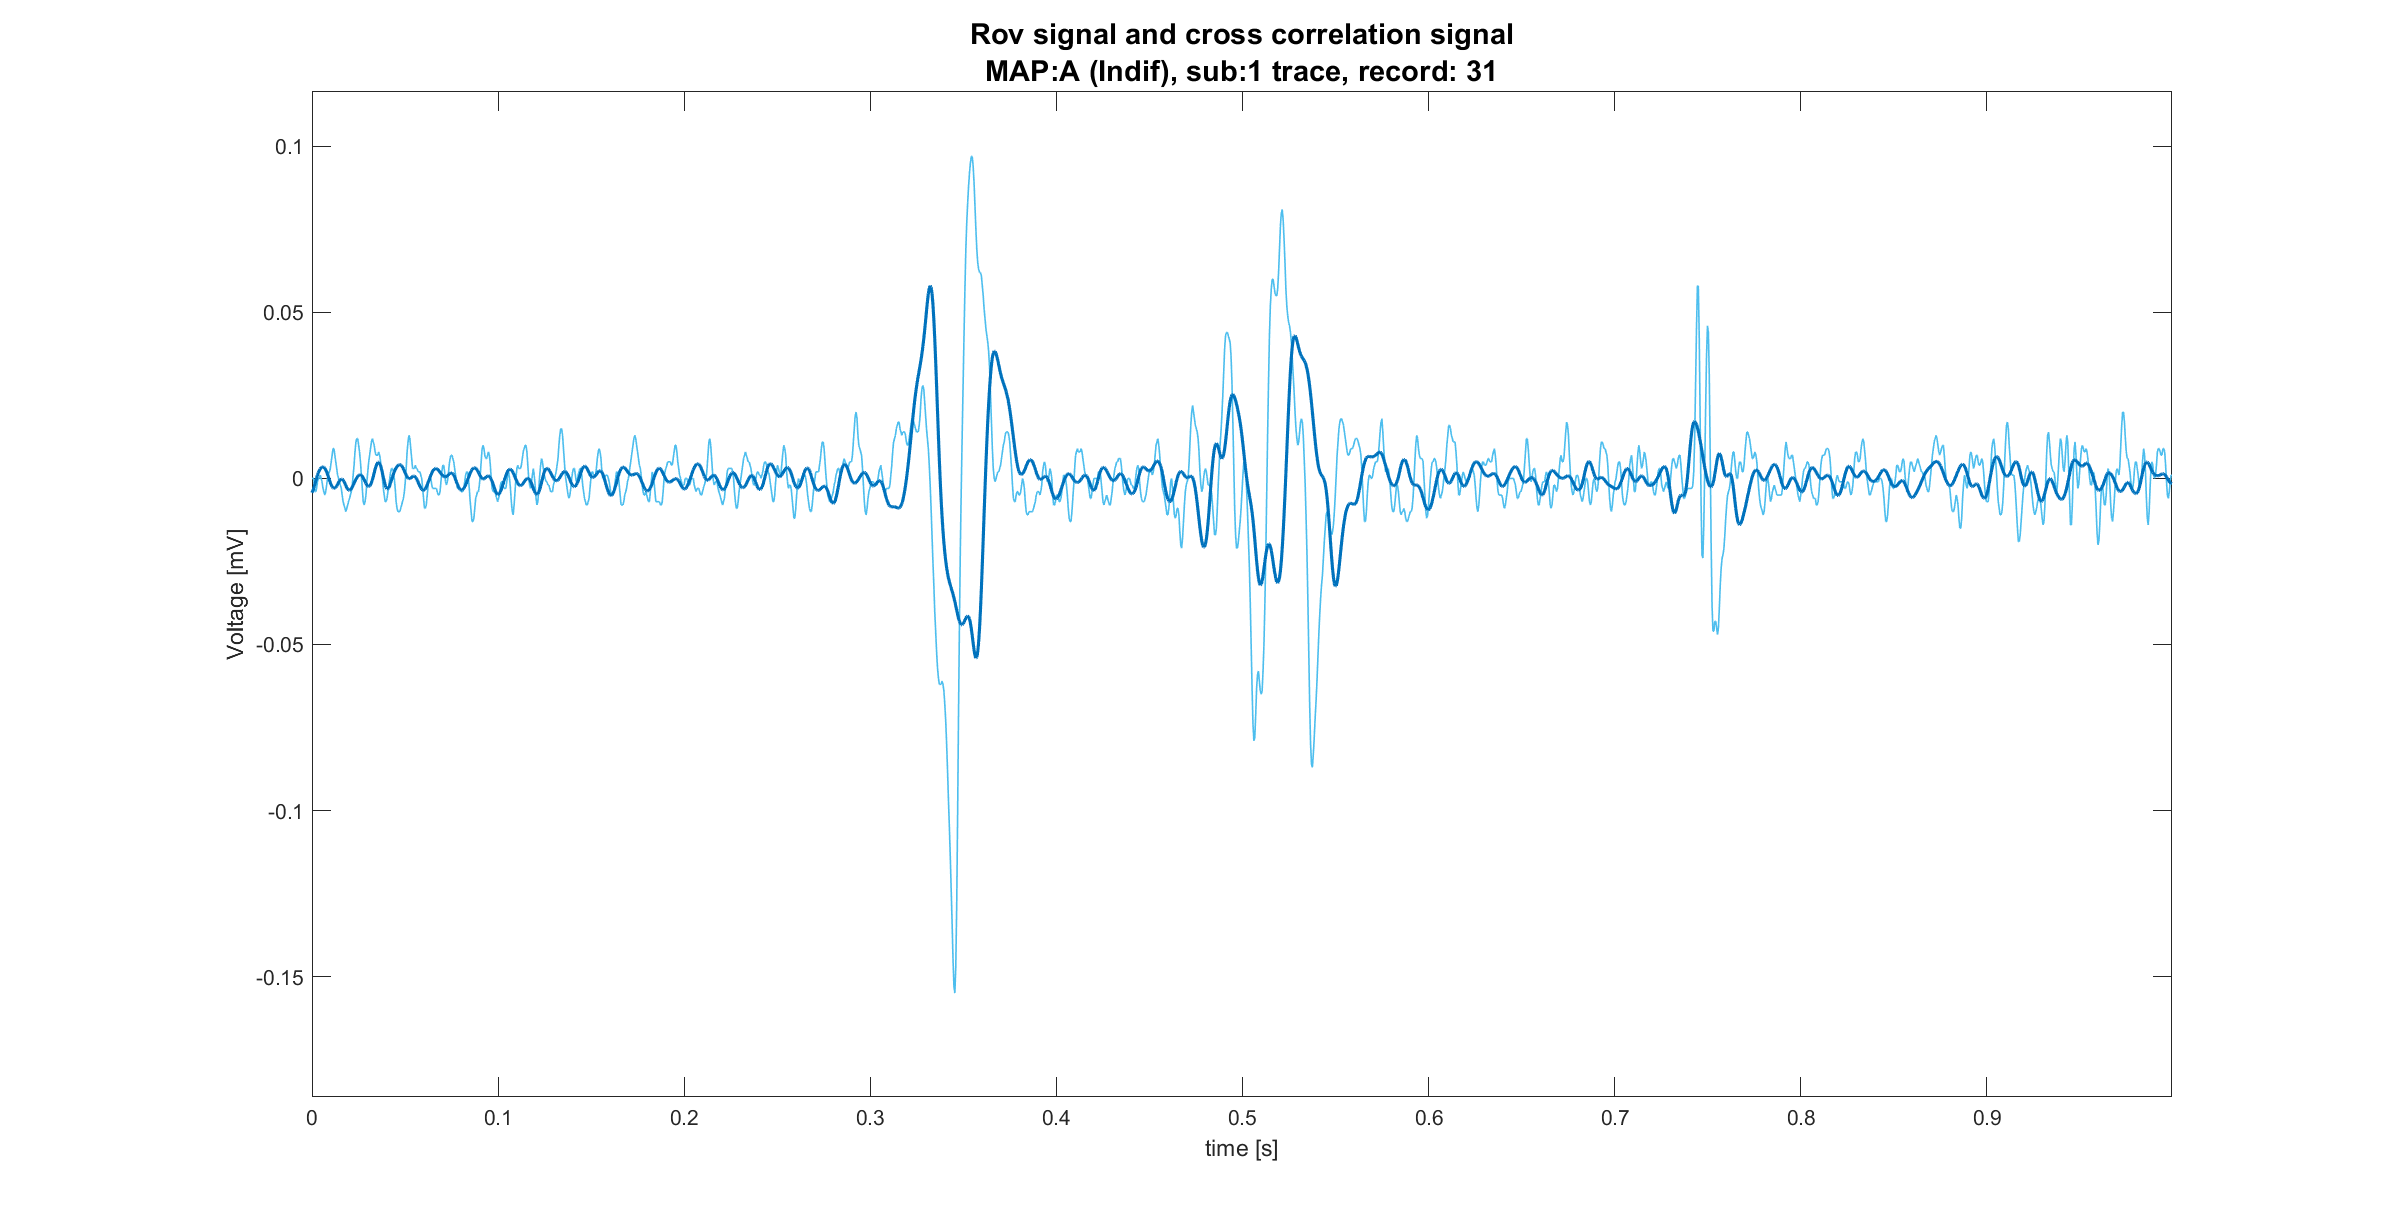 Rov signal and cross correlation signal
MAP:A (Indif), sub:1 trace, record: 31
0.1
0.05
0
-0.05
-0.1
-0.15
Voltage [mV]
0 0.1 0.2 0.3 0.4 0.5 0.6 0.7 0.8 0.9
time [s]